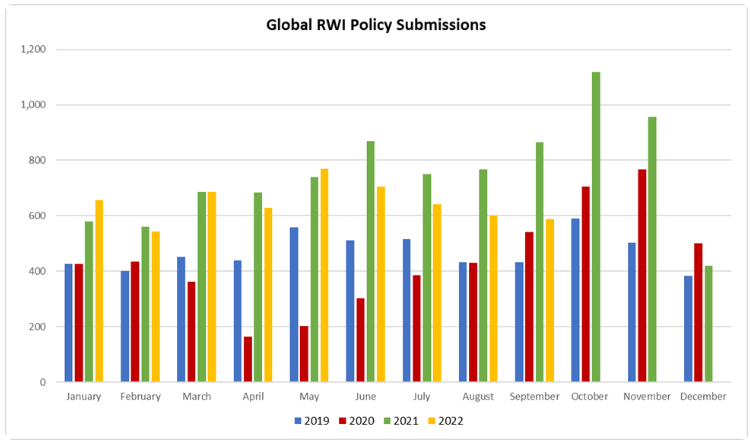 Global RWI Policy Submissions
1,200
1,000
800
600
400
200
0
January February March April May June July August September October November December
2019 2020 2021 2022